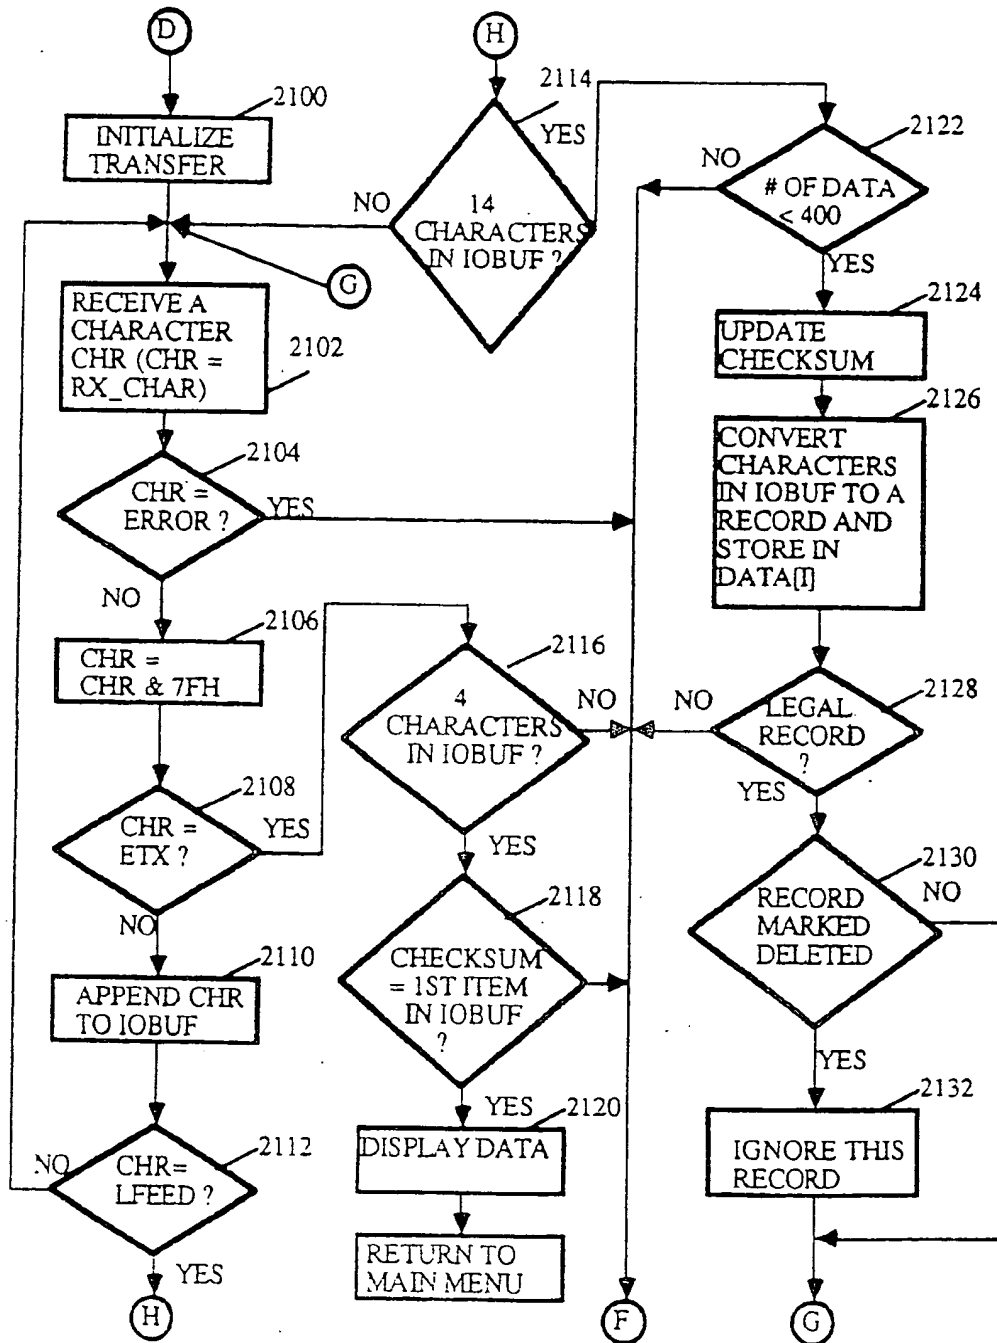 D
2100
INITIALIZE
TRANSFER
RECEIVE A
CHARACTER
CHR (CHR =
RX_CHAR)
2102
G
2104
CHR =
ERROR ?
YES
NO
2106
CHR =
CHR & 7FH
2108
CHR =
ETX ?
YES
NO
2110
APPEND CHR
TO IOBUF
2112
CHR=
LFEED ?
NO
YES
H
H
2114
YES
NO
14
CHARACTERS
IN IOBUF ?
2116
4
CHARACTERS
IN IOBUF ?
NO
YES
2118
CHECKSUM
= 1ST ITEM
IN IOBUF
?
YES
2120
DISPLAY DATA
RETURN TO
MAIN MENU
F
2122
NO
# OF DATA
< 400
YES
2124
UPDATE
CHECKSUM
2126
CONVERT
CHARACTERS
IN IOBUF TO A
RECORD AND
STORE IN
DATA[I]
2128
NO
LEGAL
RECORD
?
YES
2130
RECORD
MARKED
DELETED
NO
YES
2132
IGNORE THIS
RECORD
G